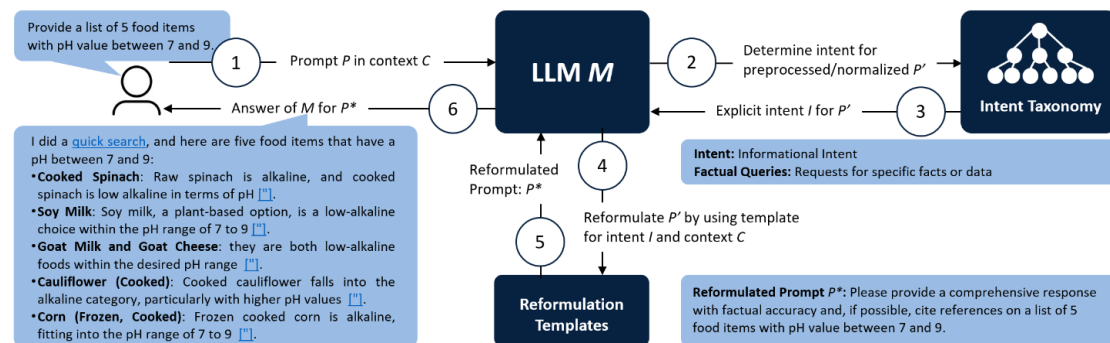 Provide a list of 5 food items
with pH value between 7 and 9.
1
Prompt P in context C
LLM M
2
Determine intent for
preprocessed/normalized P'
Intent Taxonomy
Answer of M for P*
6
Explicit intent I for P'
3
I did a quick search, and here are five food items that have a
pH between 7 and 9:
•Cooked Spinach: Raw spinach is alkaline, and cooked
spinach is low alkaline in terms of pH ["].
•Soy Milk: Soy milk, a plant-based option, is a low-alkaline
choice within the pH range of 7 to 9 ["].
•Goat Milk and Goat Cheese: they are both low-alkaline
foods within the desired pH range ["].
•Cauliflower (Cooked): Cooked cauliflower falls into the
alkaline category, particularly with higher pH values ["].
•Corn (Frozen, Cooked): Frozen cooked corn is alkaline,
fitting into the pH range of 7 to 9 ["].
Reformulated
Prompt: P*
4
5
Reformulate P' by using template
for intent I and context C
Intent: Informational Intent
Factual Queries: Requests for specific facts or data
Reformulation
Templates
Reformulated Prompt P*: Please provide a comprehensive response
with factual accuracy and, if possible, cite references on a list of 5
food items with pH value between 7 and 9.